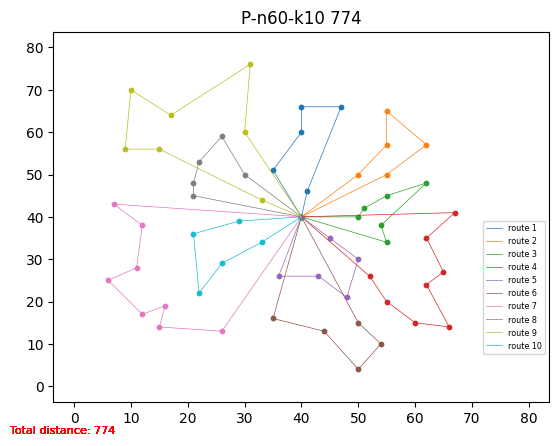 P-n60-k10 774
80
70
60
50
40
30
20
10
0
0 10 20 30 40 50 60 70 80
route 1
route 2
route 3
route 4
route 5
route 6
route 7
route 8
route 9
route 10
Total distance: 774